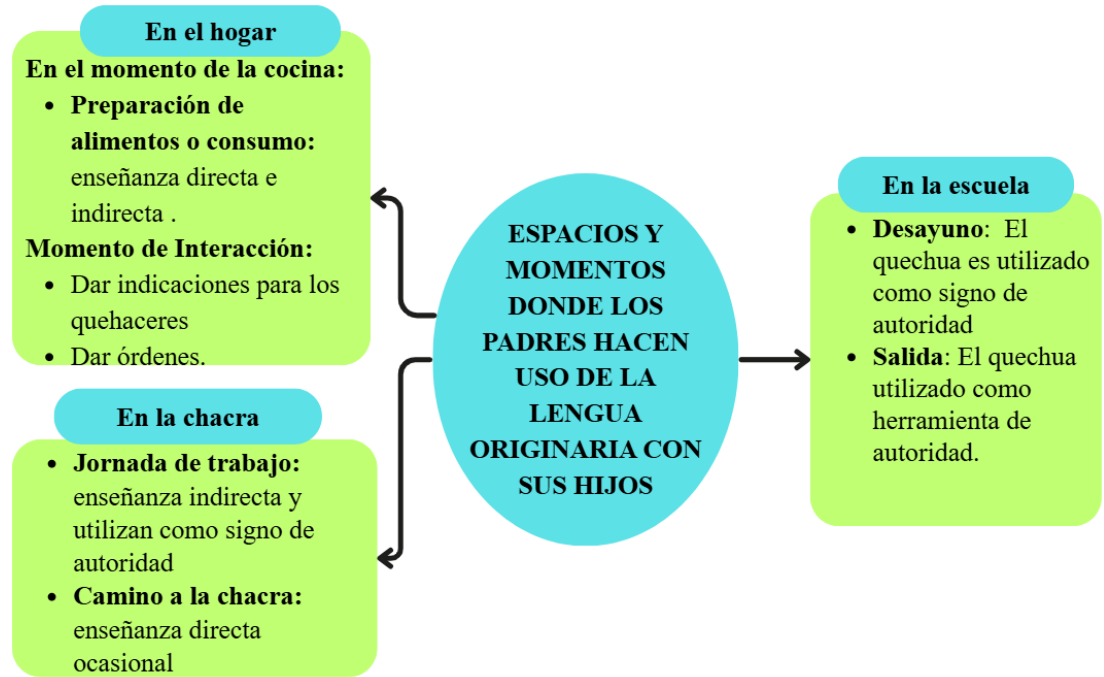 En el hogar
En el momento de la cocina:
• Preparación de
alimentos o consumo:
enseñanza directa e
indirecta .
Momento de Interacción:
• Dar indicaciones para los
quehaceres
• Dar órdenes.
En la chacra
• Jornada de trabajo:
enseñanza indirecta y
utilizan como signo de
autoridad
• Camino a la chacra:
enseñanza directa
ocasional
ESPACIOS Y
MOMENTOS
DONDE LOS
PADRES HACEN
USO DE LA
LENGUA
ORIGINARIA CON
SUS HIJOS
En la escuela
• Desayuno: El
quechua es utilizado
como signo de
autoridad
• Salida: El quechua
utilizado como
herramienta de
autoridad.